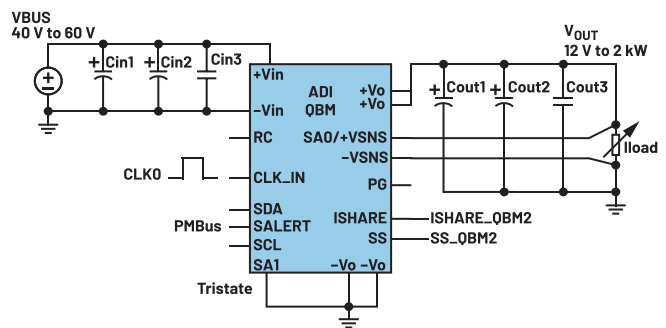 VBUS
40 V to 60 V
Cin1
Cin2
Cin3
+Vin
-Vin
ADI
QBM
+Vo
+Vo
VOUT
12 V to 2 kW
Cout1
Cout2
Cout3
RC
SA0/+VSNS
-VSNS
Iload
CLK0
CLK_IN
PG
SDA
PMBus
SALERT
SCL
ISHARE
ISHARE_QBM2
SS
SS_QBM2
SA1
-Vo -Vo
Tristate